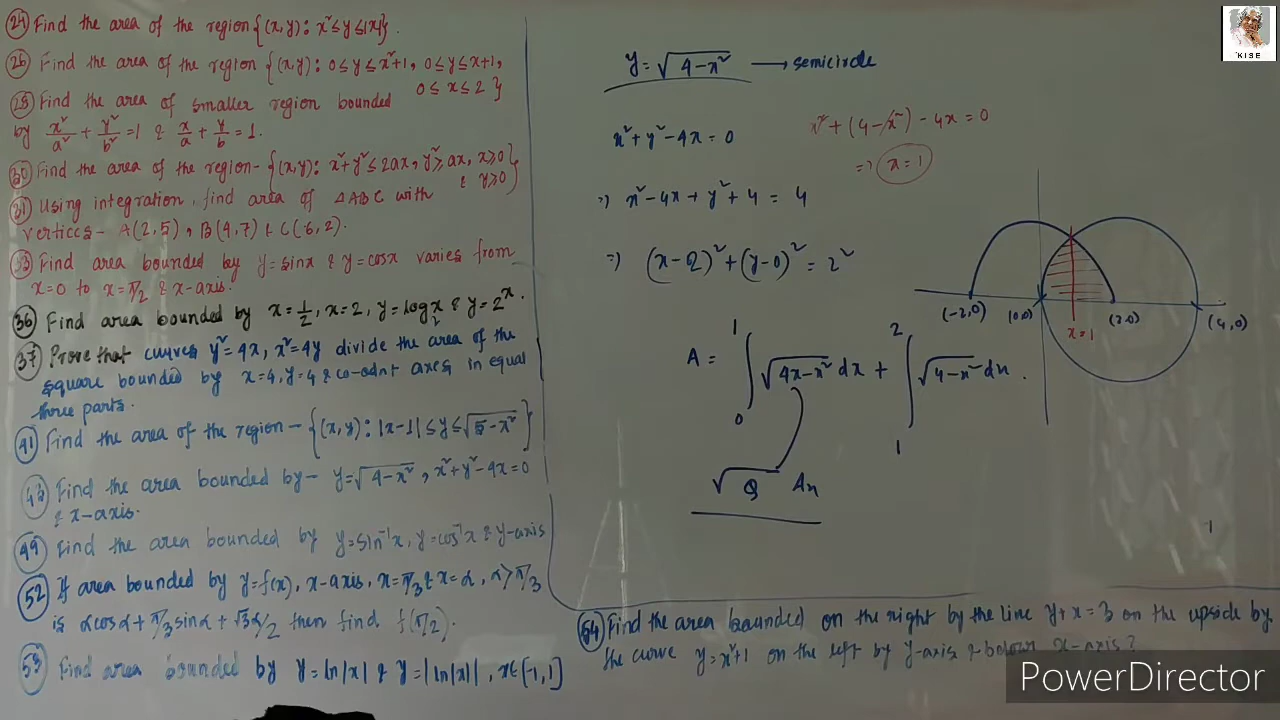 24 Find the area of the region {(x,y): x² ≤ y ≤ |x|}.
26 Find the area of the region {(x,y): 0 ≤ y ≤ x²+1, 0 ≤ y ≤ x+1,
0 ≤ x ≤ 2}
28 Find the area of smaller region bounded
by x²/a² + y²/b² = 1 & x/a + y/b = 1.
30 Find the area of the region- {(x,y): x²+y² ≤ 2ax, y² ≥ ax, x ≥ 0
& y ≥ 0}
31 Using integration, find area of ΔABC with
vertices- A(2,5), B(4,7) & C(6,2).
33 Find area bounded by y=sinx & y=cosx varies from
x=0 to x=π/2 & x-axis.
36 Find area bounded by x=1/2, x=2, y=log₂x & y=2ˣ.
37 Prove that curves y²=4x, x²=4y divide the area of the
square bounded by x=4, y=4 & co-odnt axes in equal
three parts.
41 Find the area of the region- {(x,y): |x-1| ≤ y ≤ √5-x²}
Find the area bounded by- y=√4-x², x²+y²-4x=0
& x-axis.
49 Find the area bounded by y=sin⁻¹x, y=cos⁻¹x & y-axis
52 If area bounded by y=f(x), x-axis, x=π/3 & x=α, α>π/3
is αcosα + π/3 sinα + √3α/2 then find f(π/2).
53 Find area bounded by y=ln|x| & y=|ln|x||, x∈[-1,1]
y = √4-x² → semicircle
x²+y²-4x=0
x²+(4-x²)-4x=0
=> x=1
=> x²-4x+y²+4 = 4
=> (x-2)²+(y-0)² = 2²
(-2,0) (0,0) (2,0) (4,0)
x=1
A = ∫₀¹ √4x-x² dx + ∫₁² √4-x² dx.
√Q An
54 Find the area bounded on the right by the line y+x=3 on the upside by
the curve y=x²+1 on the left by y-axis & below x-axis?
KISE
PowerDirector